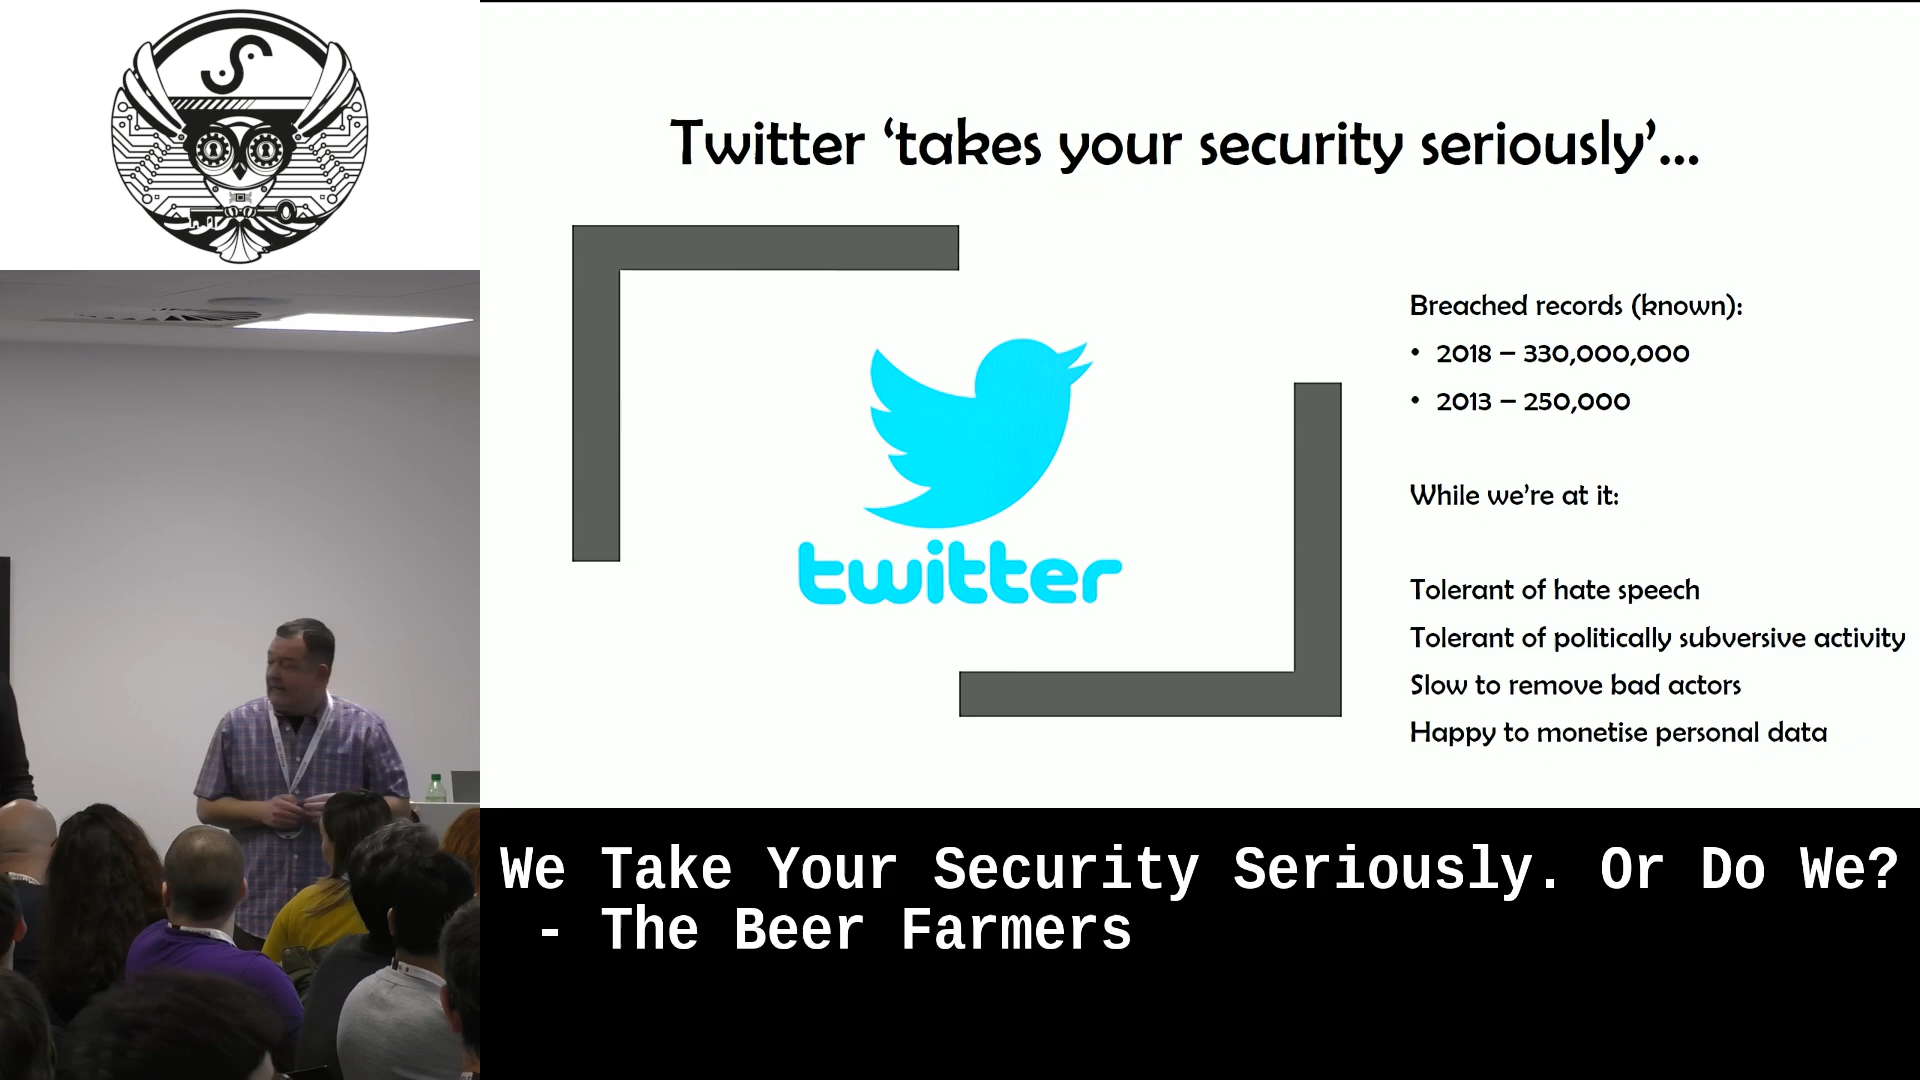 Twitter ‘takes your security seriously’...
twitter
Breached records (known):
• 2018 – 330,000,000
• 2013 – 250,000
While we’re at it:
Tolerant of hate speech
Tolerant of politically subversive activity
Slow to remove bad actors
Happy to monetise personal data
We Take Your Security Seriously. Or Do We?
- The Beer Farmers